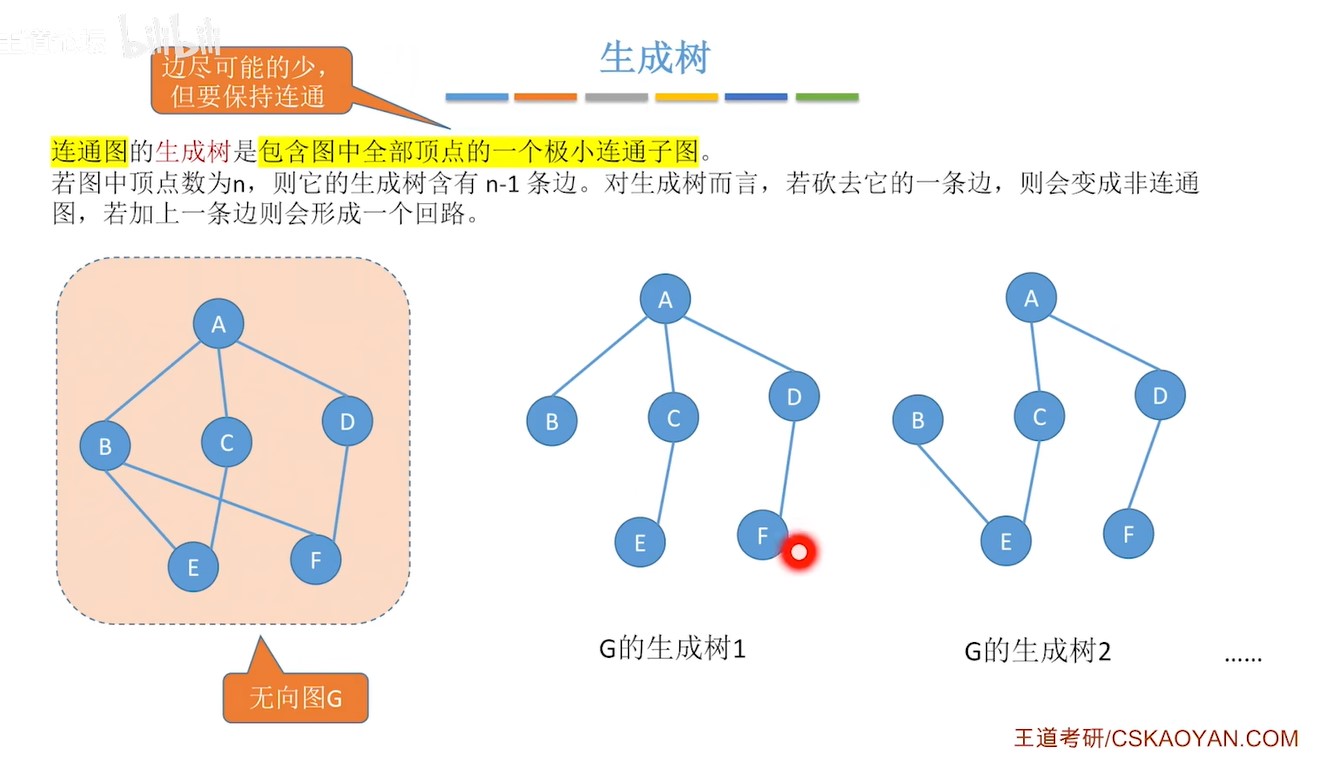 bilibili
生成树
边尽可能的少，
但要保持连通
连通图的生成树是包含图中全部顶点的一个极小连通子图。
若图中顶点数为n，则它的生成树含有 n-1 条边。对生成树而言，若砍去它的一条边，则会变成非连通
图，若加上一条边则会形成一个回路。
A
B
C
D
E
F
无向图G
A
B
C
D
E
F
G的生成树1
A
B
C
D
E
F
G的生成树2
……
王道考研/CSKAOYAN.COM